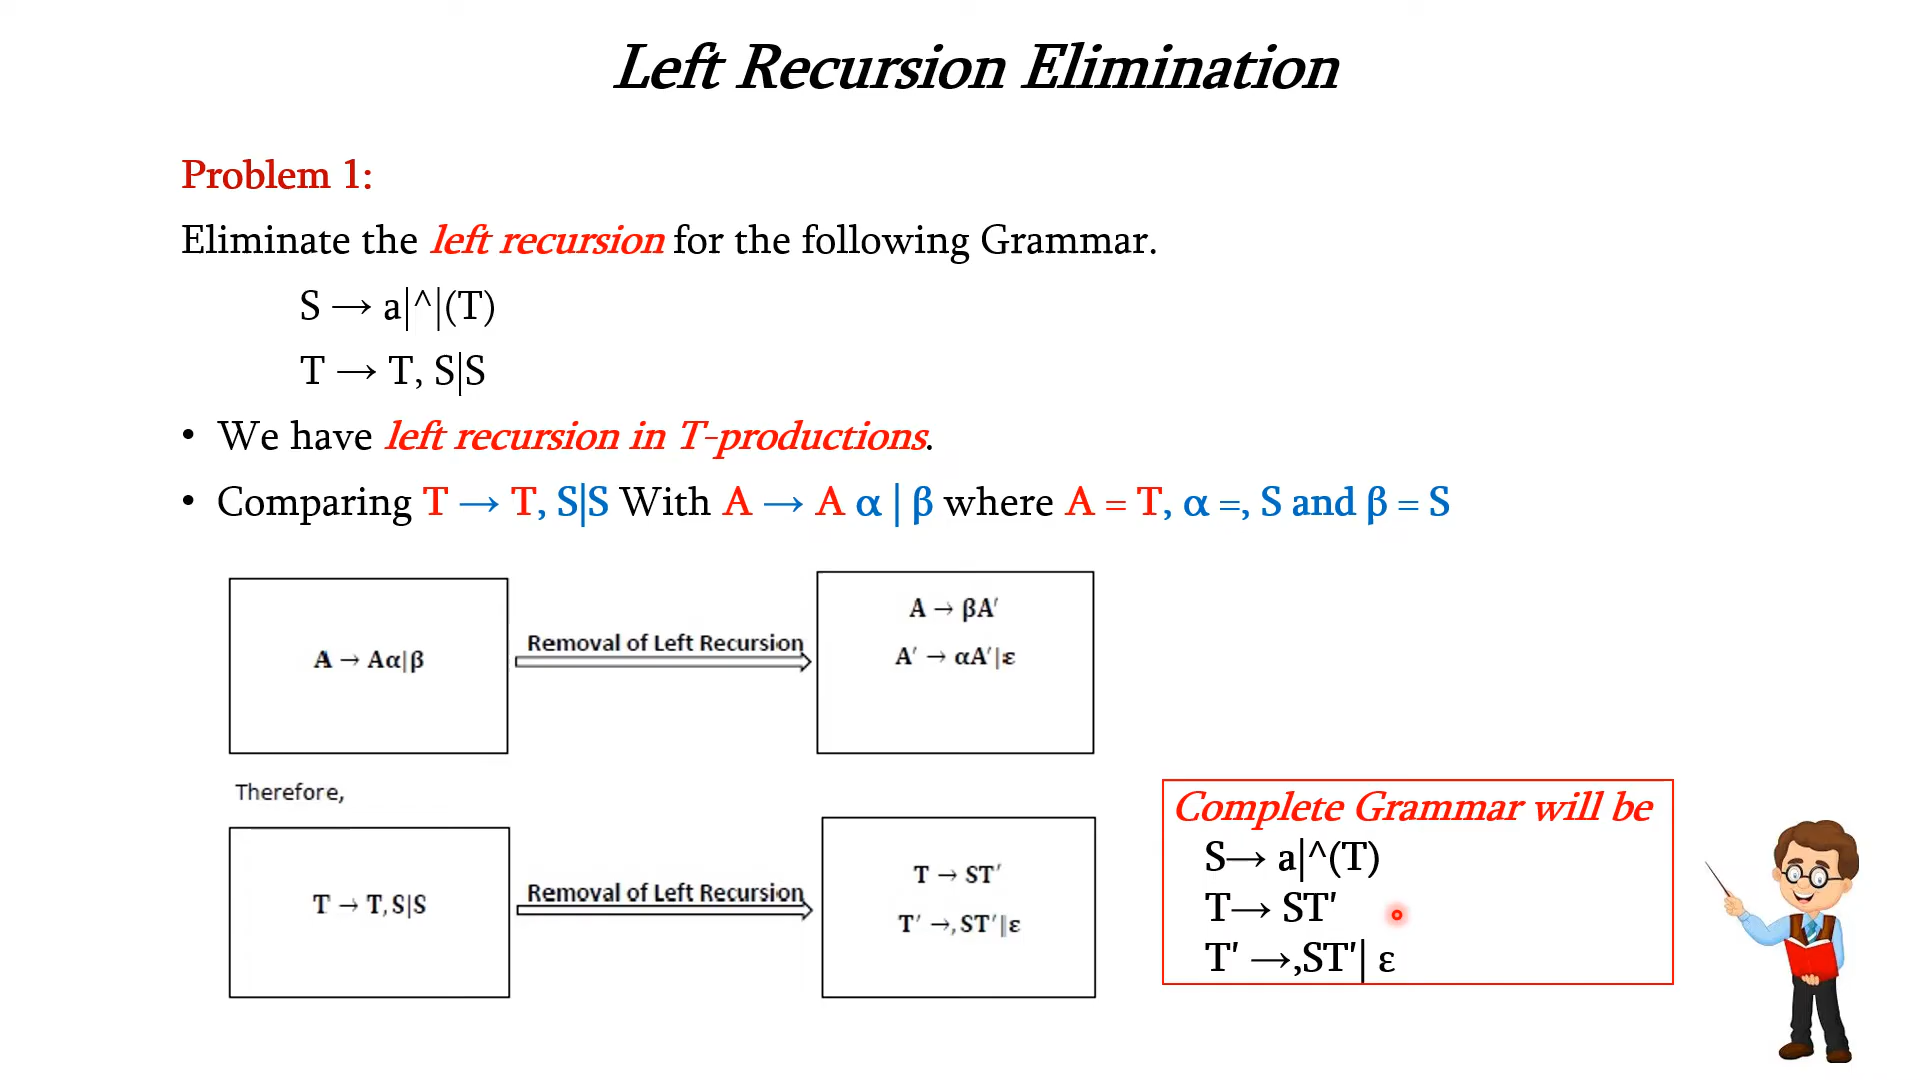 Left Recursion Elimination
Problem 1:
Eliminate the left recursion for the following Grammar.
S → a|^|(T)
T → T, S|S
• We have left recursion in T-productions.
• Comparing T → T, S|S With A → A α | β where A = T, α =, S and β = S
A → Aα|β
Removal of Left Recursion
A → βA′
A′ → αA′|ε
Therefore,
T → T, S|S
Removal of Left Recursion
T → ST′
T′ →, ST′|ε
Complete Grammar will be
S→ a|^(T)
T→ ST′
T′ →,ST′| ε